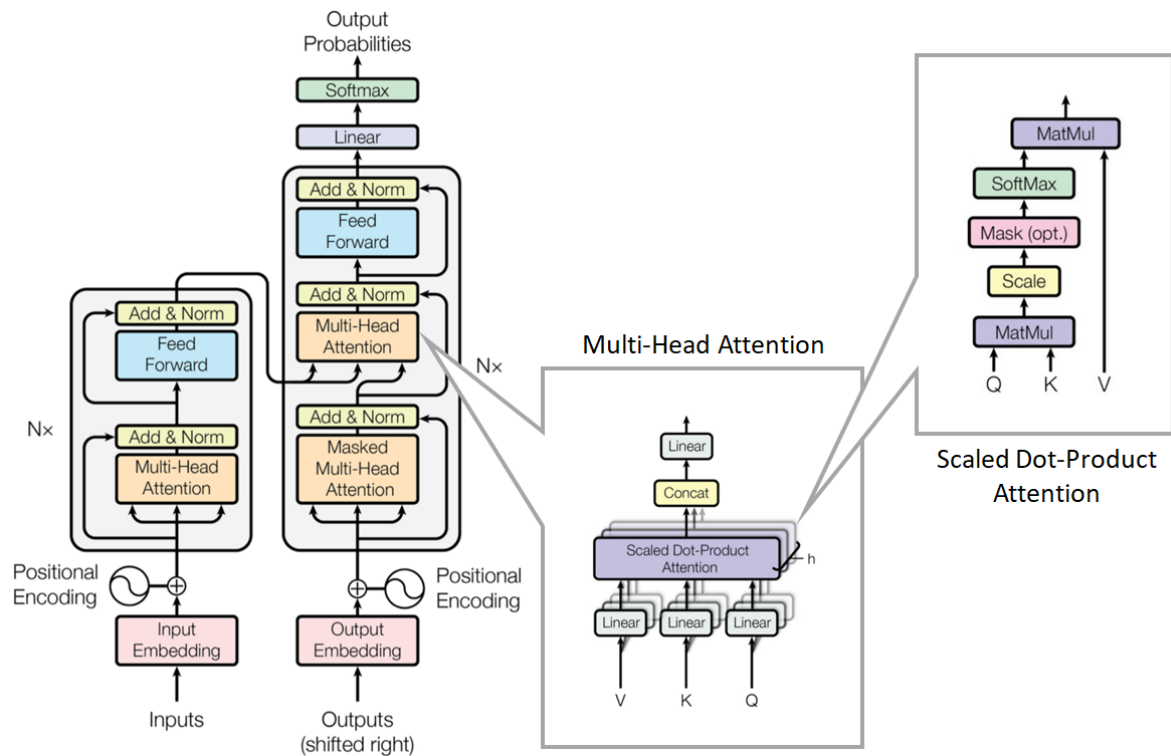 Output
Probabilities
Softmax
Linear
Add & Norm
Feed
Forward
Add & Norm
Multi-Head
Attention
Add & Norm
Masked
Multi-Head
Attention
Nx
Add & Norm
Feed
Forward
Nx
Add & Norm
Multi-Head
Attention
Positional
Encoding
Positional
Encoding
Input
Embedding
Output
Embedding
Inputs
Outputs
(shifted right)
Multi-Head Attention
Linear
Concat
Scaled Dot-Product
Attention
h
Linear
Linear
Linear
V
K
Q
MatMul
SoftMax
Mask (opt.)
Scale
MatMul
Q
K
V
Scaled Dot-Product
Attention